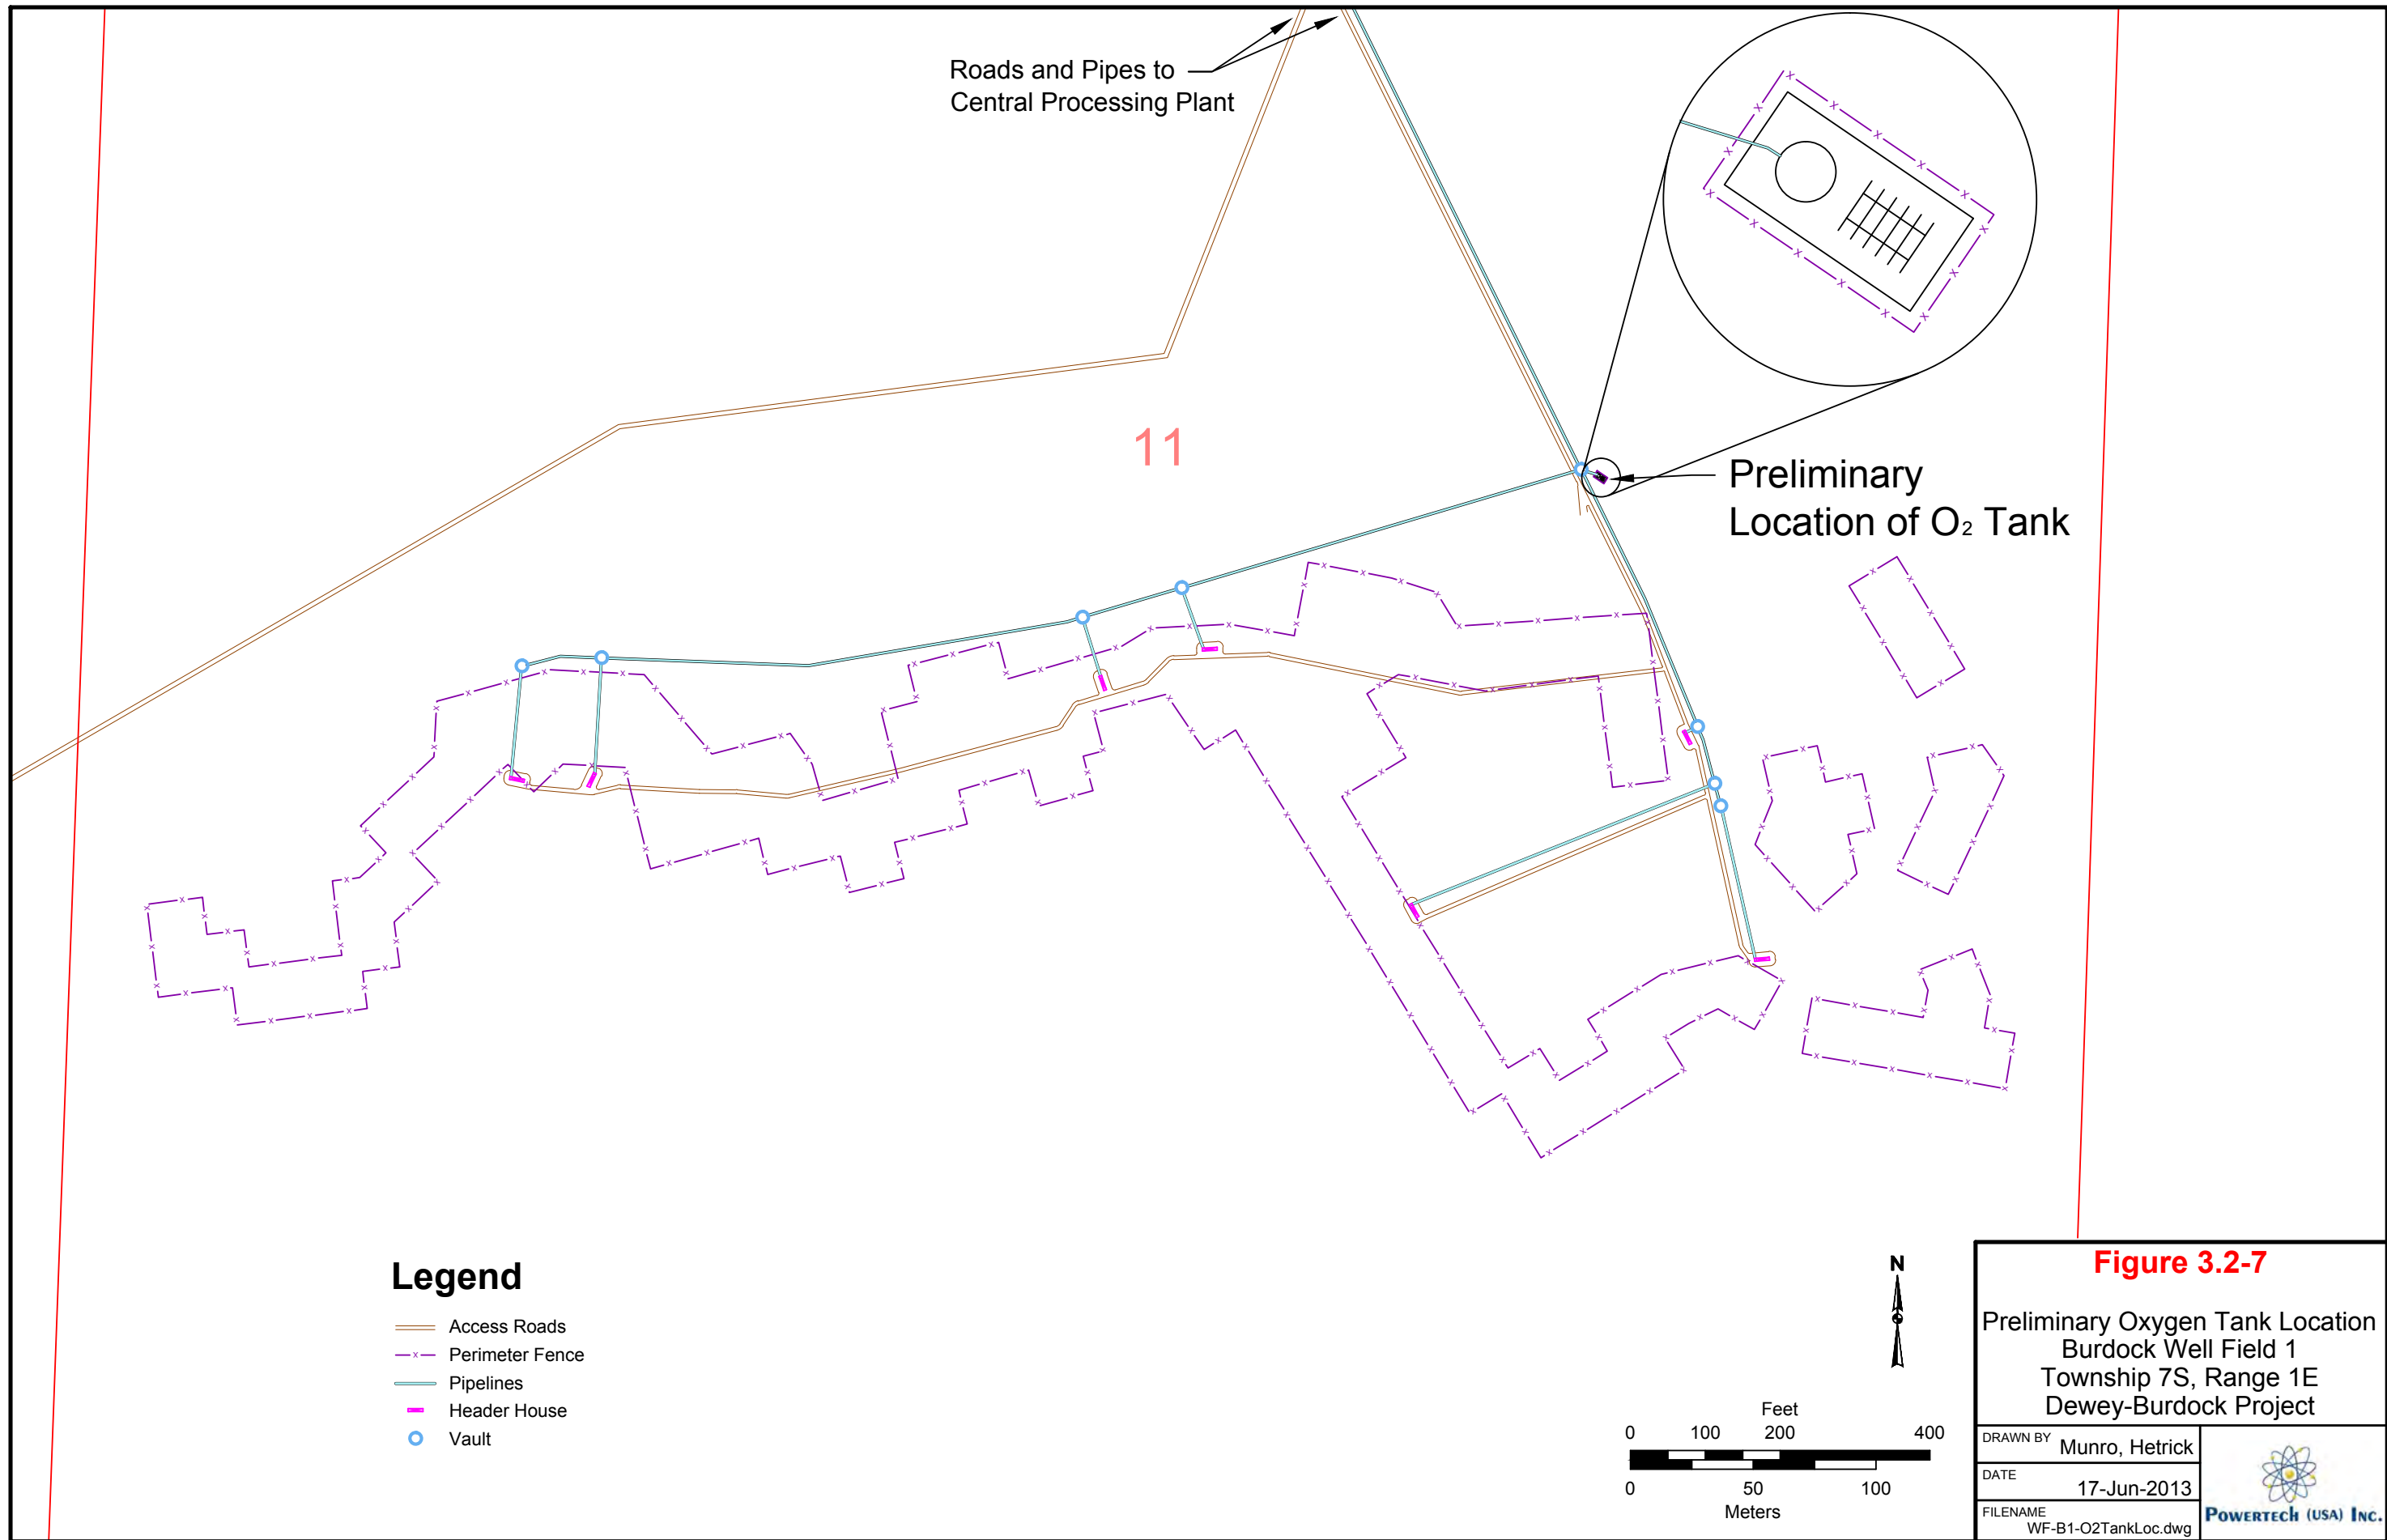 Roads and Pipes to
Central Processing Plant
11
Preliminary
Location of O₂ Tank
Legend
Access Roads
Perimeter Fence
Pipelines
Header House
Vault
N
Feet
0 100 200 400
0 50 100
Meters
Figure 3.2-7
Preliminary Oxygen Tank Location
Burdock Well Field 1
Township 7S, Range 1E
Dewey-Burdock Project
DRAWN BY Munro, Hetrick
DATE 17-Jun-2013
FILENAME WF-B1-O2TankLoc.dwg
POWERTECH (USA) INC.